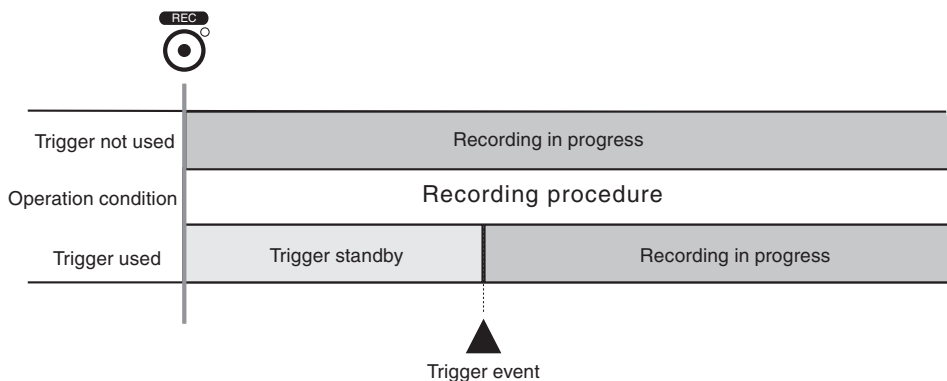 REC
Trigger not used
Recording in progress
Operation condition
Recording procedure
Trigger used
Trigger standby
Recording in progress
Trigger event